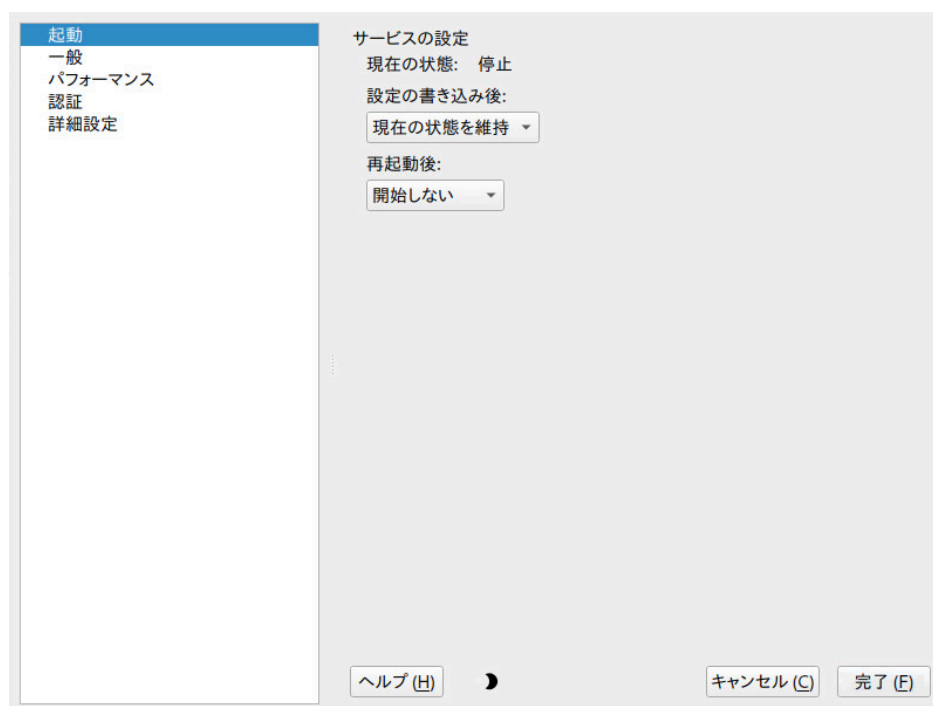 起動
一般
パフォーマンス
認証
詳細設定
サービスの設定
現在の状態: 停止
設定の書き込み後:
現在の状態を維持
再起動後:
開始しない
ヘルプ (H)
キャンセル (C)
完了 (F)